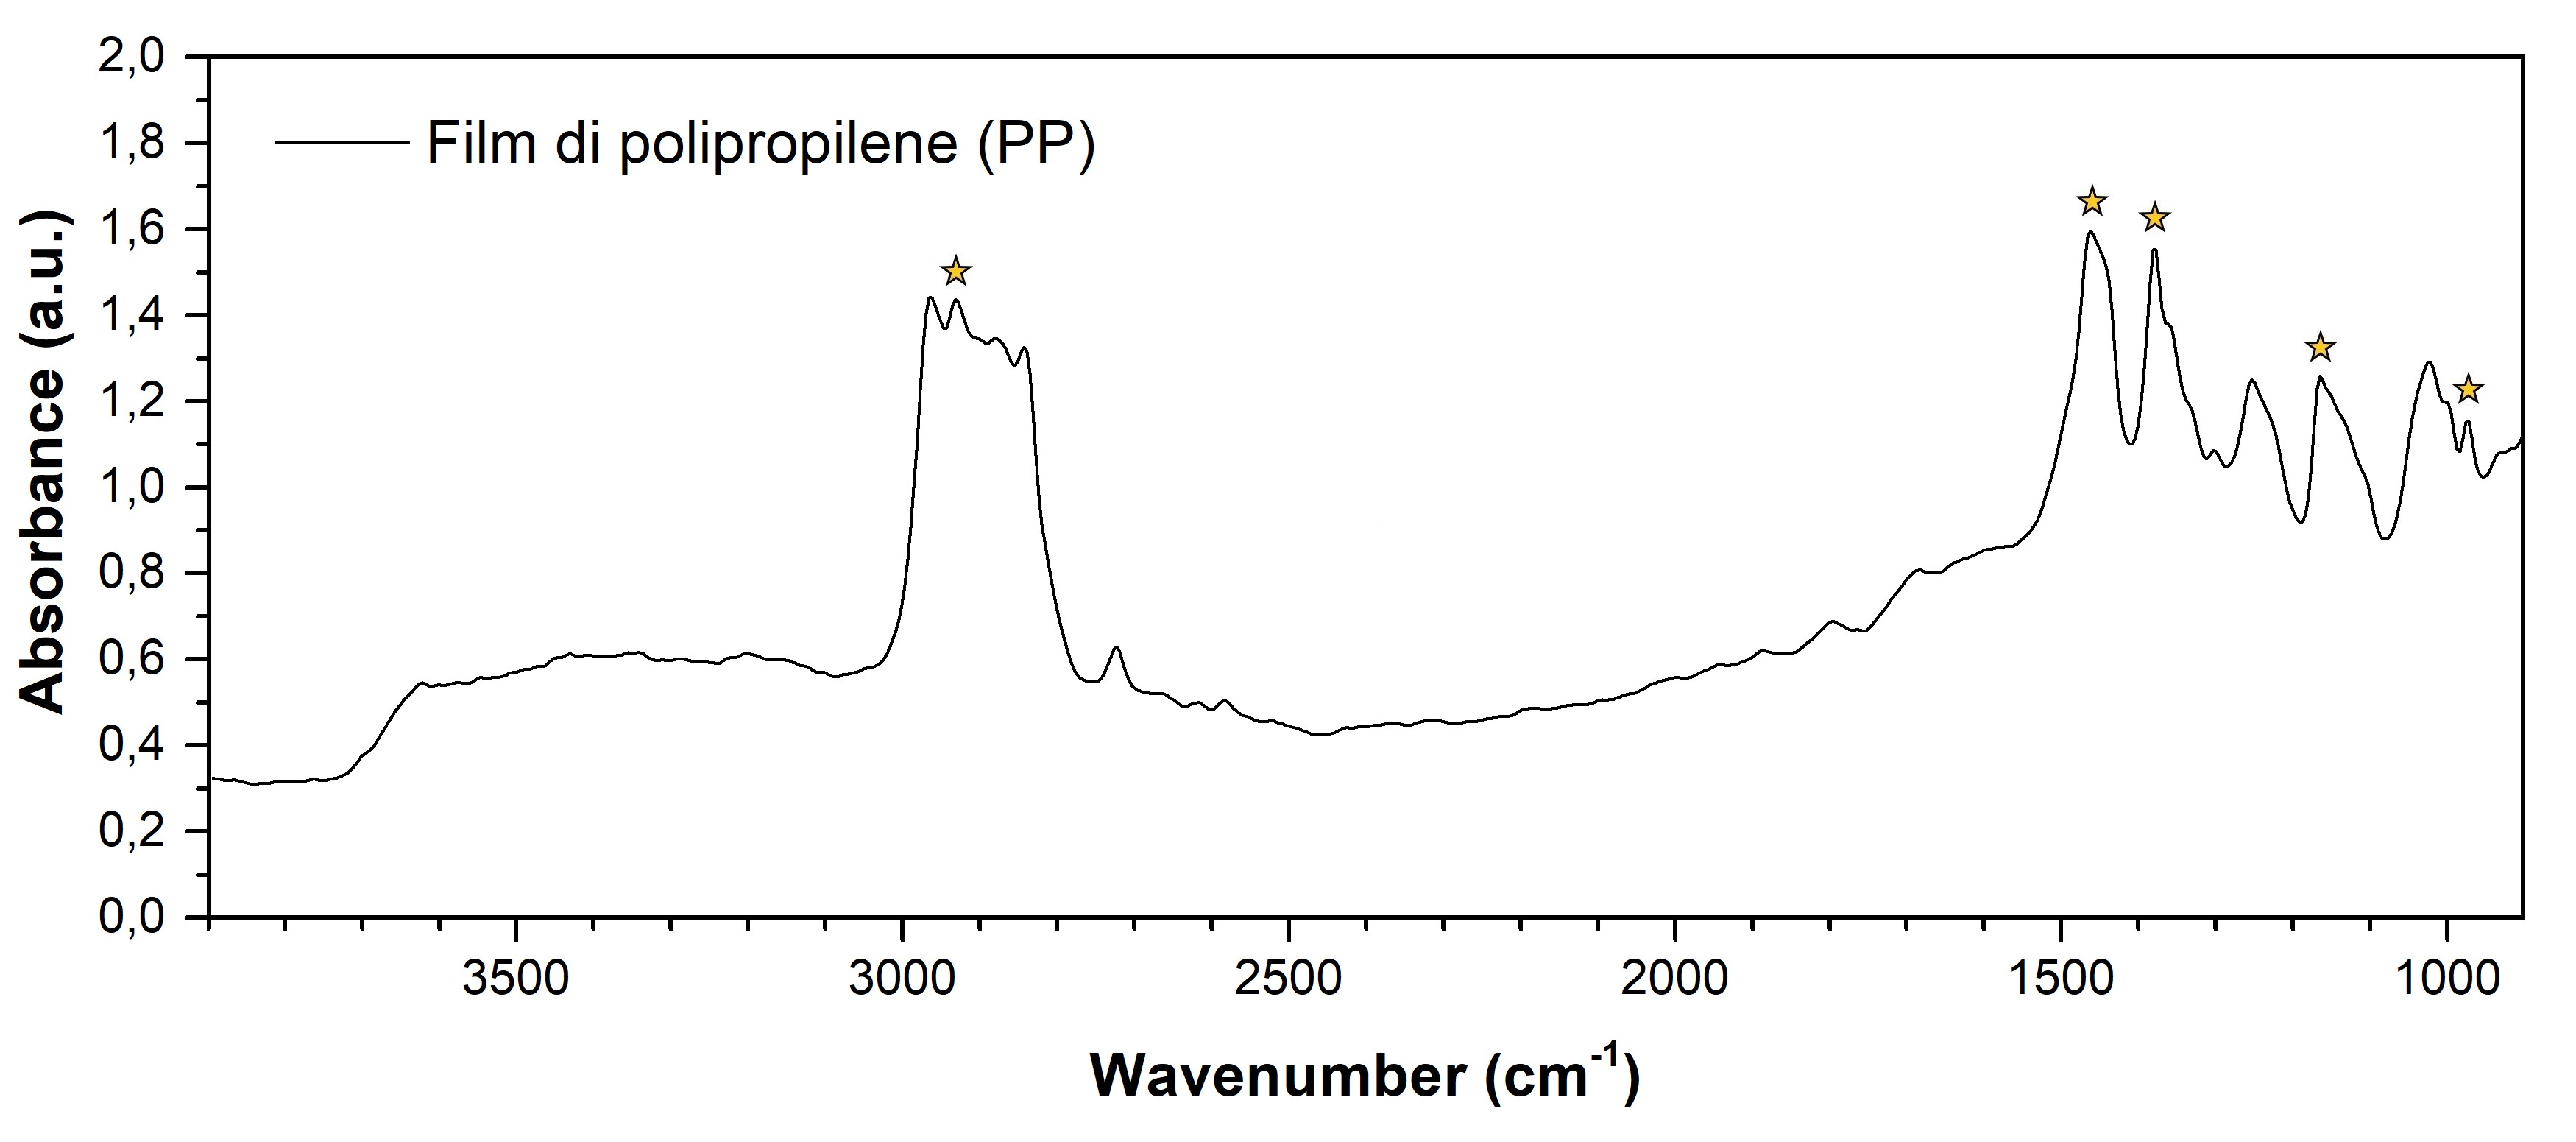 2,0
1,8
1,6
1,4
1,2
1,0
0,8
0,6
0,4
0,2
0,0
Absorbance (a.u.)
Film di polipropilene (PP)
3500 3000 2500 2000 1500 1000
Wavenumber (cm⁻¹)